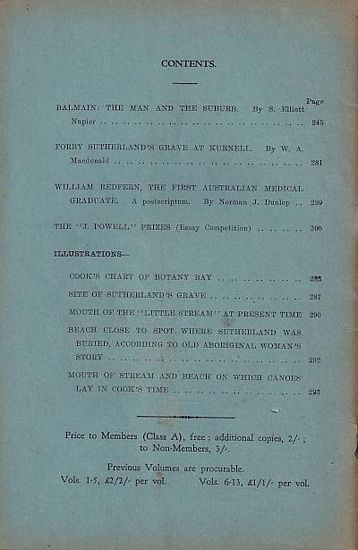 CONTENTS.
Page
BALMAIN: THE MAN AND THE SUBURB. By S. Elliott
Napier .. .. .. .. .. .. .. .. .. .. .. .. .. .. 245
FORBY SUTHERLAND'S GRAVE AT KURNELL. By W. A.
Macdonald .. .. .. .. .. .. .. .. .. .. .. .. .. 281
WILLIAM REDFERN, THE FIRST AUSTRALIAN MEDICAL
GRADUATE. A postscriptum. By Norman J. Dunlop .. 299
THE "J. POWELL" PRIZES (Essay Competition) .. .. .. .. 300
ILLUSTRATIONS—
COOK'S CHART OF BOTANY BAY .. .. .. .. .. .. 283
SITE OF SUTHERLAND'S GRAVE .. .. .. .. .. .. 287
MOUTH OF THE "LITTLE STREAM" AT PRESENT TIME 290
BEACH CLOSE TO SPOT WHERE SUTHERLAND WAS
BURIED, ACCORDING TO OLD ABORIGINAL WOMAN'S
STORY .. .. .. .. .. .. .. .. .. .. .. .. .. 292
MOUTH OF STREAM AND BEACH ON WHICH CANOES
LAY IN COOK'S TIME .. .. .. .. .. .. .. .. .. 293
Price to Members (Class A), free; additional copies, 2/-;
to Non-Members, 3/-.
Previous Volumes are procurable.
Vols. 1-5, £2/2/- per vol. Vols. 6-13, £1/1/- per vol.